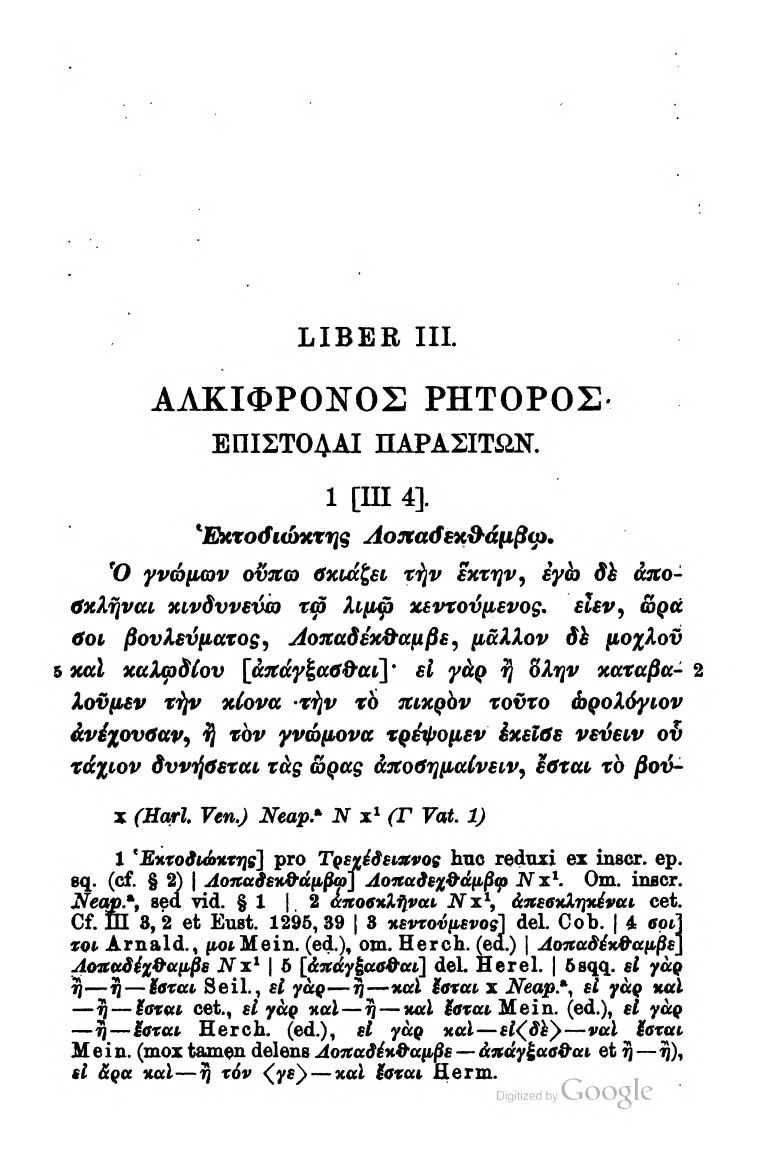 LIBER III.
ΑΛΚΙΦΡΟΝΟΣ ΡΗΤΟΡΟΣ·
ΕΠΙΣΤΟΛΑΙ ΠΑΡΑΣΙΤΩΝ.
1 [III 4].
Ἑκτοδιώκτης Λοπαδεκθάμβῳ.
Ὁ γνώμων οὔπω σκιάζει τὴν ἕκτην, ἐγὼ δὲ ἀπο-
σκλῆναι κινδυνεύω τῷ λιμῷ κεντούμενος. εἶεν, ὥρα
σοι βουλεύματος, Λοπαδέκθαμβε, μᾶλλον δὲ μοχλοῦ
5 καὶ καλῳδίου [ἀπάγξασθαι]· εἰ γὰρ ἢ ὅλην καταβα- 2
λοῦμεν τὴν κίονα τὴν τὸ πικρὸν τοῦτο ὡρολόγιον
ἀνέχουσαν, ἢ τὸν γνώμονα τρέψομεν ἐκεῖσε νεύειν οὗ
τάχιον δυνήσεται τὰς ὥρας ἀποσημαίνειν, ἔσται τὸ βού-
x (Harl. Ven.) Neap.ª N x¹ (Γ Vat. 1)
1 Ἑκτοδιώκτης] pro Τρεχέδειπνος huc reduxi ex inscr. ep.
sq. (cf. § 2) | Λοπαδεκθάμβῳ] Λοπαδεχθάμβῳ N x¹. Om. inscr.
Neap.ª, sed vid. § 1 | 2 ἀποσκλῆναι N x¹, ἀπεσκληκέναι cet.
Cf. III 3, 2 et Eust. 1295, 39 | 3 κεντούμενος] del. Cob. | 4 σοι]
τοι Arnald., μοι Mein. (ed.), om. Herch. (ed.) | Λοπαδέκθαμβε]
Λοπαδέχθαμβε N x¹ | 5 [ἀπάγξασθαι] del. Herel. | 5 sqq. εἰ γὰρ
ἢ—ἢ—ἔσται Seil., εἰ γὰρ—ἢ—καὶ ἔσται x Neap.ª, εἰ γὰρ καὶ
—ἢ—ἔσται cet., εἰ γὰρ καὶ—ἢ—καὶ ἔσται Mein. (ed.), εἰ γὰρ
—ἢ—ἔσται Herch. (ed.), εἰ γὰρ καὶ—εἰ⟨δὲ⟩—ναὶ ἔσται
Mein. (mox tamen delens Λοπαδέκθαμβε—ἀπάγξασθαι et ἢ—ἢ),
εἰ ἄρα καὶ—ἢ τόν ⟨γε⟩—καὶ ἔσται Herm.
Digitized by Google